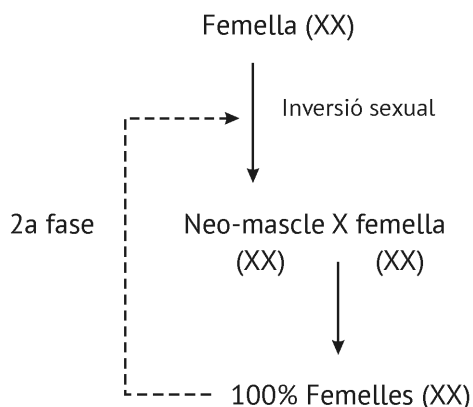 Femella (XX)
Inversió sexual
2a fase
Neo-mascle X femella
(XX) (XX)
100% Femelles (XX)